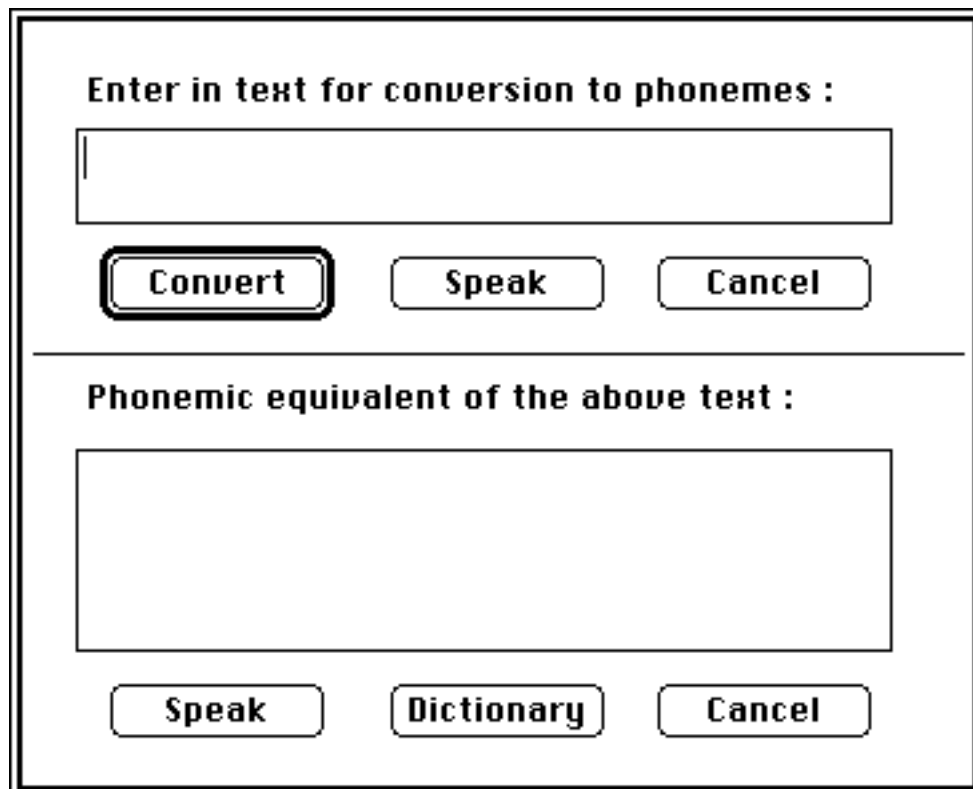 Enter in text for conversion to phonemes :
Convert Speak Cancel
Phonemic equivalent of the above text :
Speak Dictionary Cancel